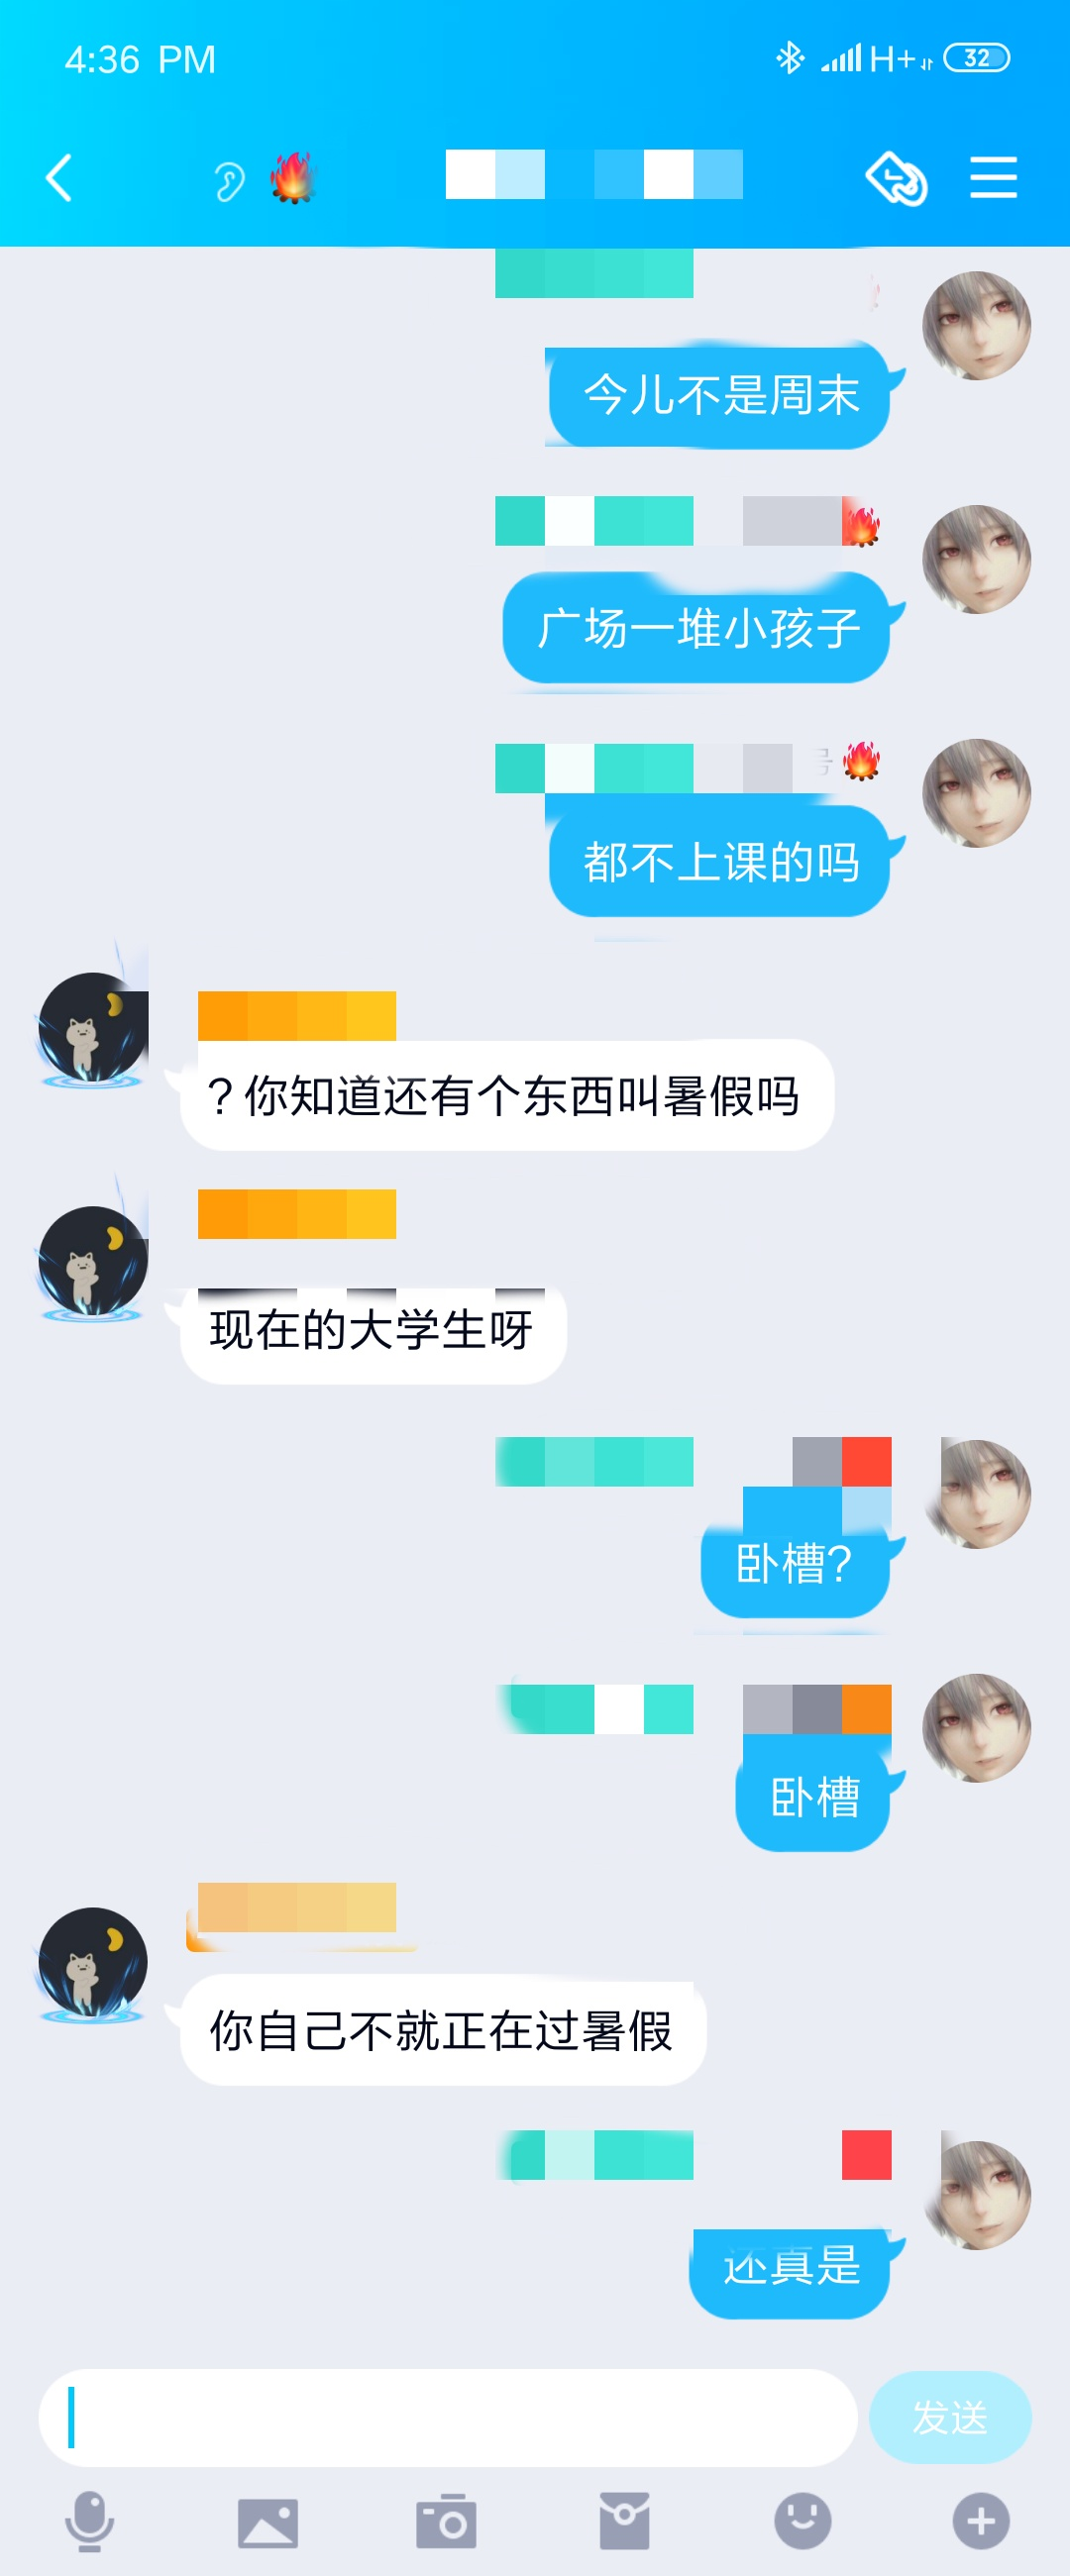 4:36 PM
H+
32
今儿不是周末
广场一堆小孩子
都不上课的吗
？你知道还有个东西叫暑假吗
现在的大学生呀
卧槽?
卧槽
你自己不就正在过暑假
还真是
发送